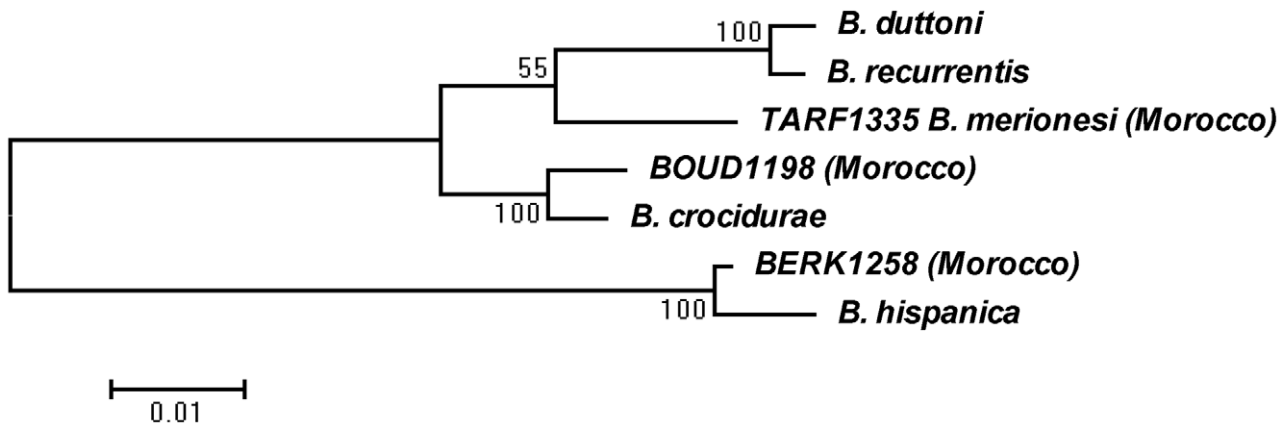 100
B. duttoni
B. recurrentis
55
TARF1335 B. merionesi (Morocco)
BOUD1198 (Morocco)
100
B. crocidurae
BERK1258 (Morocco)
100
B. hispanica
0.01